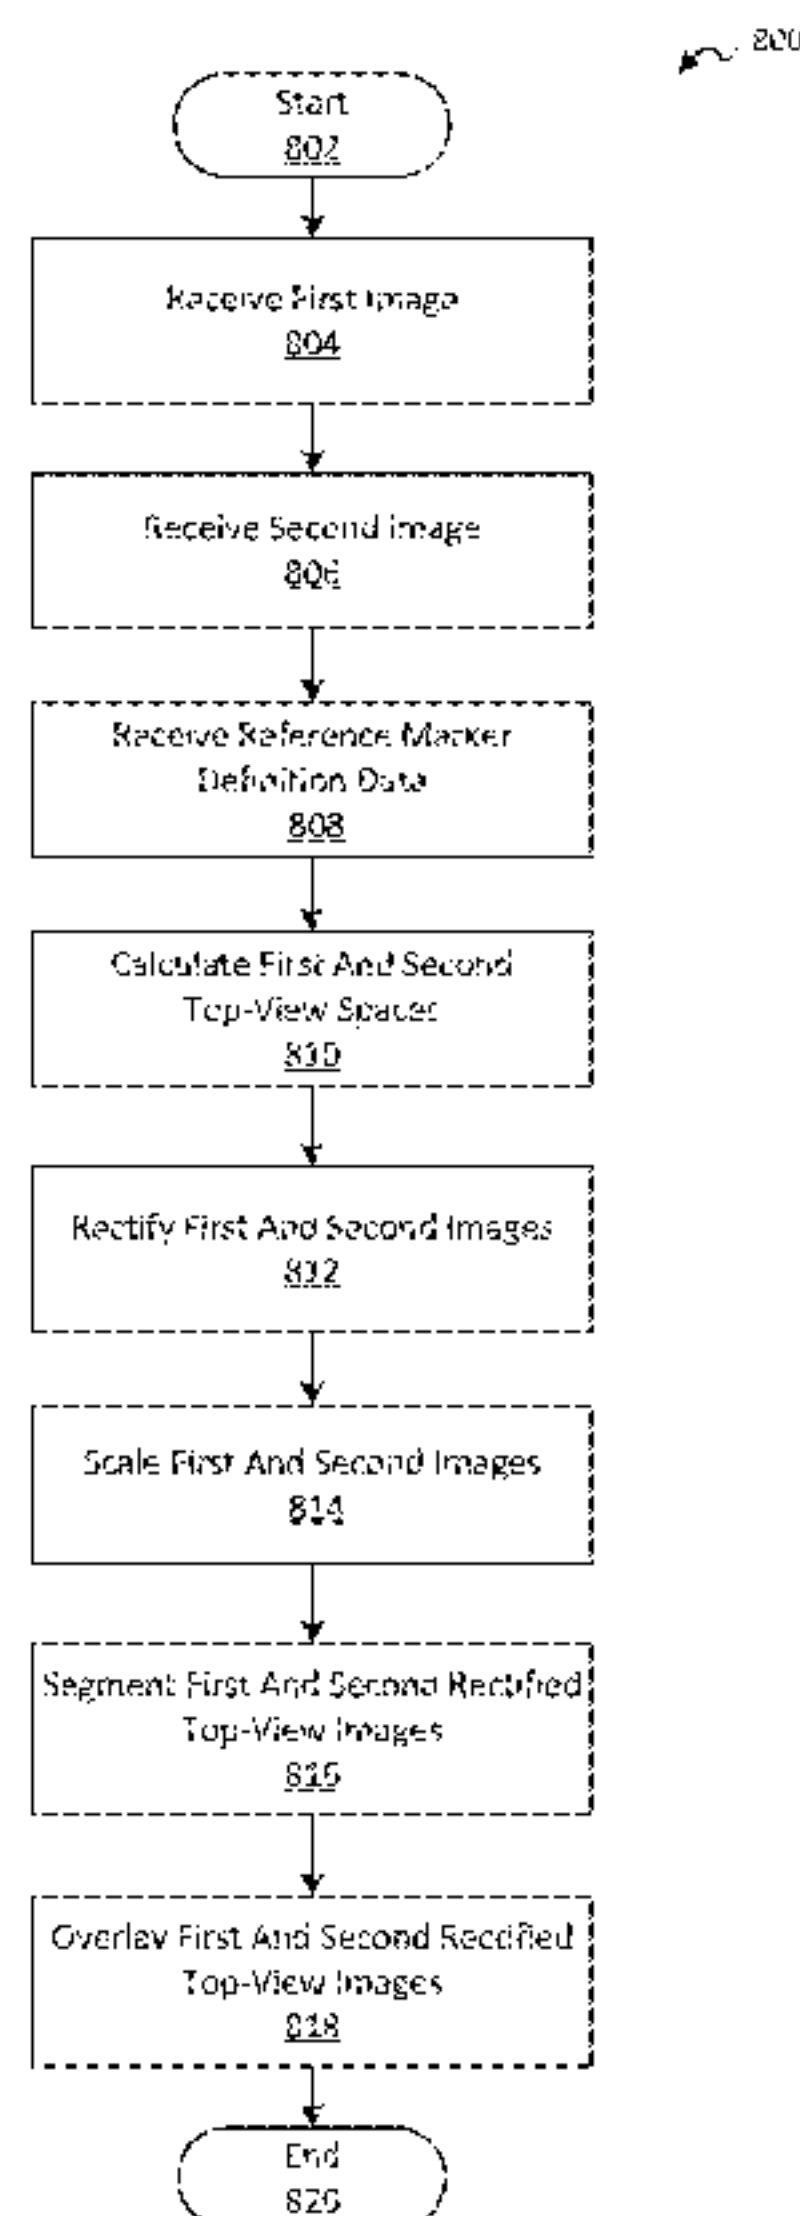 800
Start
802
Receive First Image
804
Receive Second Image
806
Receive Reference Marker
Definition Data
808
Calculate First And Second
Top-View Spaces
810
Rectify First And Second Images
812
Scale First And Second Images
814
Segment First And Second Rectified
Top-View Images
816
Overlay First And Second Rectified
Top-View Images
818
End
820